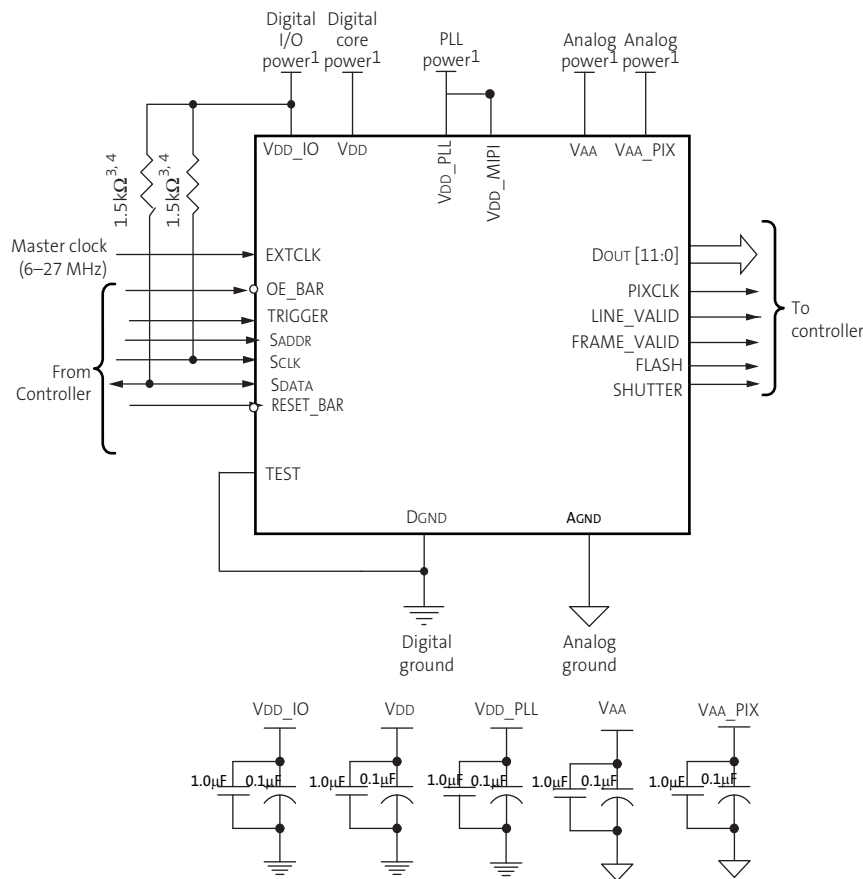 Digital
I/O
power1
Digital
core
power1
PLL
power1
Analog
power1
Analog
power1
VDD_IO
VDD
VDD_PLL
VDD_MIPI
VAA
VAA_PIX
1.5kΩ3, 4
1.5kΩ3, 4
Master clock
(6–27 MHz)
EXTCLK
OE_BAR
TRIGGER
SADDR
SCLK
SDATA
RESET_BAR
From
Controller
TEST
DOUT [11:0]
PIXCLK
LINE_VALID
FRAME_VALID
FLASH
SHUTTER
To
controller
DGND
AGND
Digital
ground
Analog
ground
VDD_IO
VDD
VDD_PLL
VAA
VAA_PIX
1.0µF
0.1µF
1.0µF
0.1µF
1.0µF
0.1µF
1.0µF
0.1µF
1.0µF
0.1µF